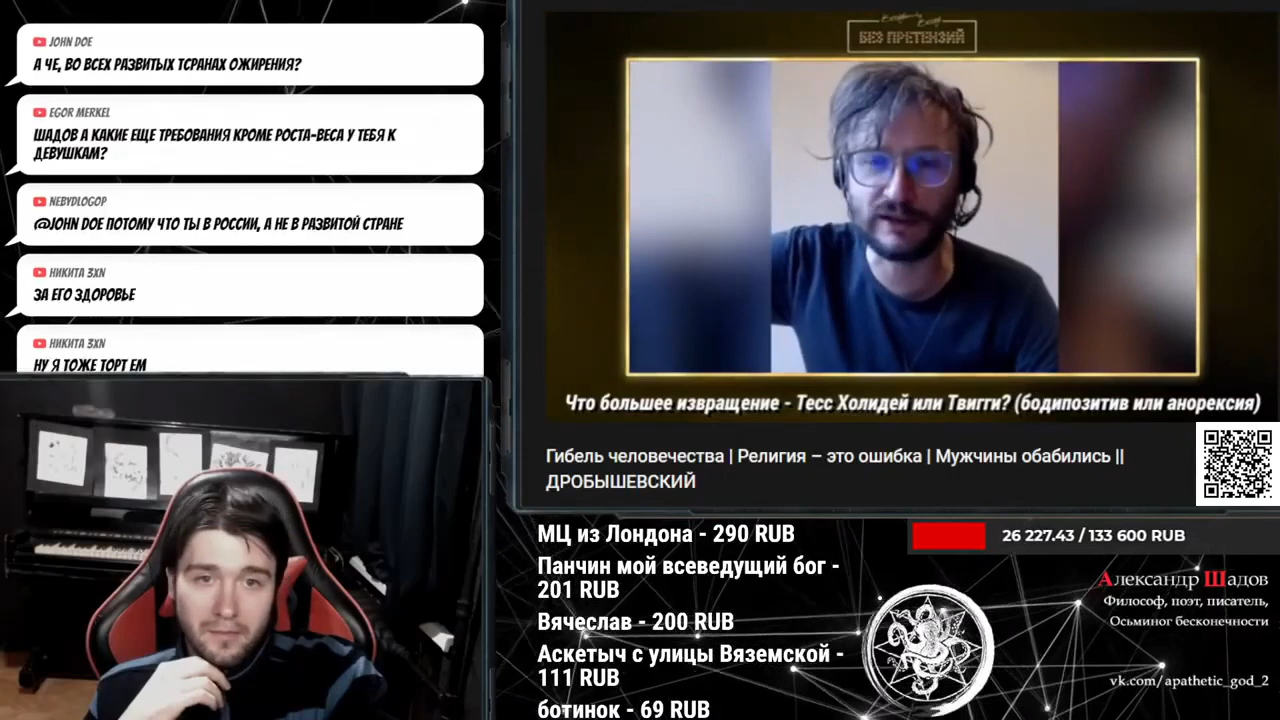 JOHN DOE
А ЧЕ, ВО ВСЕХ РАЗВИТЫХ ТСРАНАХ ОЖИРЕНИЯ?
EGOR MERKEL
ШАДОВ А КАКИЕ ЕЩЕ ТРЕБОВАНИЯ КРОМЕ РОСТА-ВЕСА У ТЕБЯ К
ДЕВУШКАМ?
NEBYDLOGOP
@JOHN DOE ПОТОМУ ЧТО ТЫ В РОССИИ, А НЕ В РАЗВИТОЙ СТРАНЕ
НИКИТА ЗХN
ЗА ЕГО ЗДОРОВЬЕ
НИКИТА ЗХN
НУ Я ТОЖЕ ТОРТ ЕМ
БЕЗ ПРЕТЕНЗИЙ
Что большее извращение - Тесс Холидей или Твигги? (бодипозитив или анорексия)
Гибель человечества | Религия – это ошибка | Мужчины обабились ||
ДРОБЫШЕВСКИЙ
МЦ из Лондона - 290 RUB
Панчин мой всеведущий бог -
201 RUB
Вячеслав - 200 RUB
Аскетыч с улицы Вяземской -
111 RUB
ботинок - 69 RUB
26 227.43 / 133 600 RUB
Александр Шадов
Философ, поэт, писатель,
Осьминог бесконечности
vk.com/apathetic_god_2